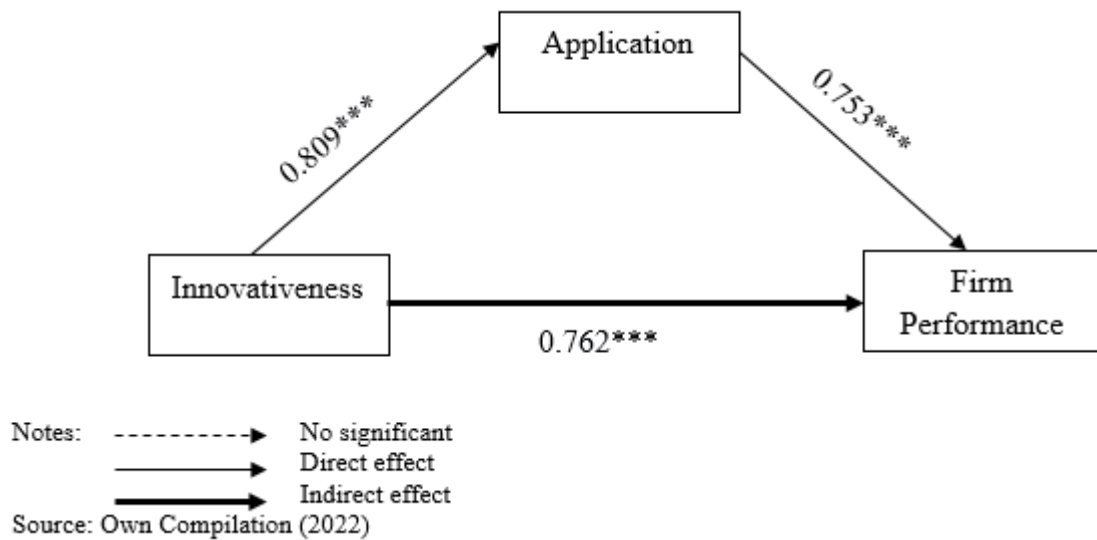 Application
0.809***
0.753***
Innovativeness
Firm
Performance
0.762***
Notes:
No significant
Direct effect
Indirect effect
Source: Own Compilation (2022)